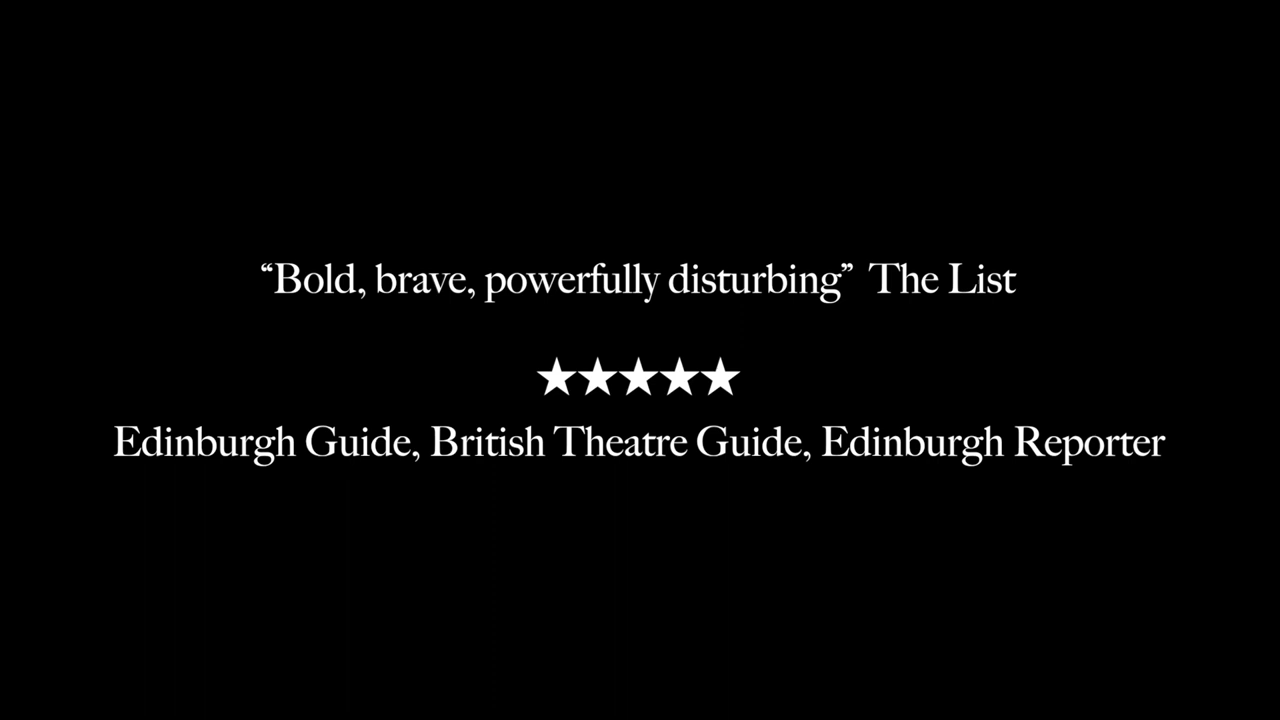 “Bold, brave, powerfully disturbing” The List
★★★★★
Edinburgh Guide, British Theatre Guide, Edinburgh Reporter